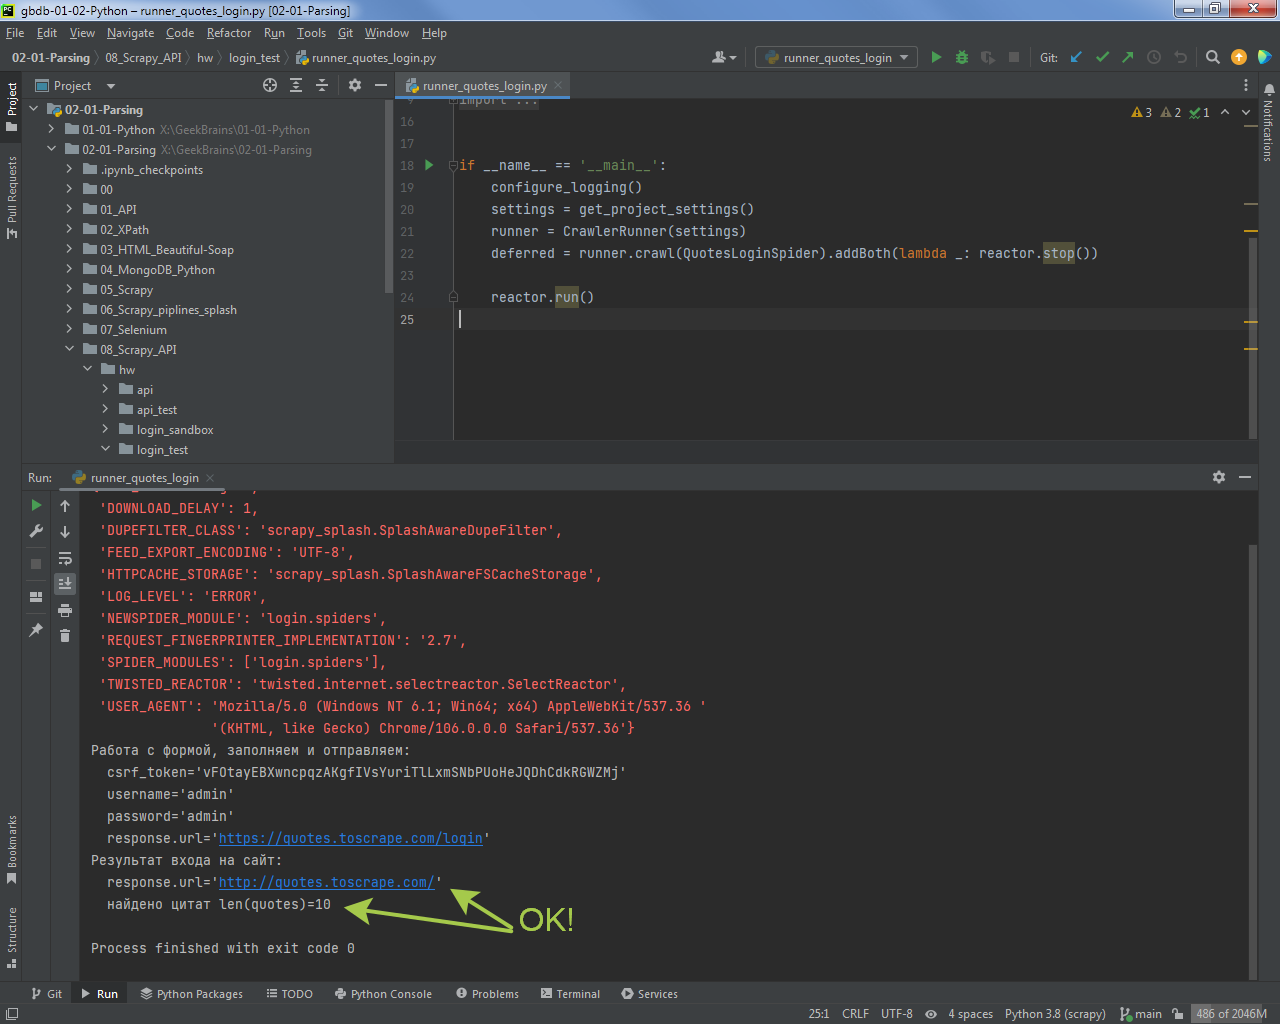 gbdb-01-02-Python – runner_quotes_login.py [02-01-Parsing]
File Edit View Navigate Code Refactor Run Tools Git Window Help
02-01-Parsing 08_Scrapy_API hw login_test runner_quotes_login.py
runner_quotes_login
Git:
Project
runner_quotes_login.py
Project
Pull Requests
Bookmarks
Structure
Notifications
02-01-Parsing
01-01-Python X:\GeekBrains\01-01-Python
02-01-Parsing X:\GeekBrains\02-01-Parsing
.ipynb_checkpoints
00
01_API
02_XPath
03_HTML_Beautiful-Soap
04_MongoDB_Python
05_Scrapy
06_Scrapy_piplines_splash
07_Selenium
08_Scrapy_API
hw
api
api_test
login_sandbox
login_test
import ...
3 2 1
16
17
18 if __name__ == '__main__':
19 configure_logging()
20 settings = get_project_settings()
21 runner = CrawlerRunner(settings)
22 deferred = runner.crawl(QuotesLoginSpider).addBoth(lambda _: reactor.stop())
23
24 reactor.run()
25
Run: runner_quotes_login
'DOWNLOAD_DELAY': 1,
'DUPEFILTER_CLASS': 'scrapy_splash.SplashAwareDupeFilter',
'FEED_EXPORT_ENCODING': 'UTF-8',
'HTTPCACHE_STORAGE': 'scrapy_splash.SplashAwareFSCacheStorage',
'LOG_LEVEL': 'ERROR',
'NEWSPIDER_MODULE': 'login.spiders',
'REQUEST_FINGERPRINTER_IMPLEMENTATION': '2.7',
'SPIDER_MODULES': ['login.spiders'],
'TWISTED_REACTOR': 'twisted.internet.selectreactor.SelectReactor',
'USER_AGENT': 'Mozilla/5.0 (Windows NT 6.1; Win64; x64) AppleWebKit/537.36 '
'(KHTML, like Gecko) Chrome/106.0.0.0 Safari/537.36'}
Работа с формой, заполняем и отправляем:
csrf_token='vFOtayEBXwncpqzAKgfIVsYuriTlLxmSNbPUoHeJQDhCdkRGWZMj'
username='admin'
password='admin'
response.url='https://quotes.toscrape.com/login'
Результат входа на сайт:
response.url='http://quotes.toscrape.com/'
найдено цитат len(quotes)=10
OK!
Process finished with exit code 0
Git Run Python Packages TODO Python Console Problems Terminal Services
25:1 CRLF UTF-8 4 spaces Python 3.8 (scrapy) main 486 of 2046M